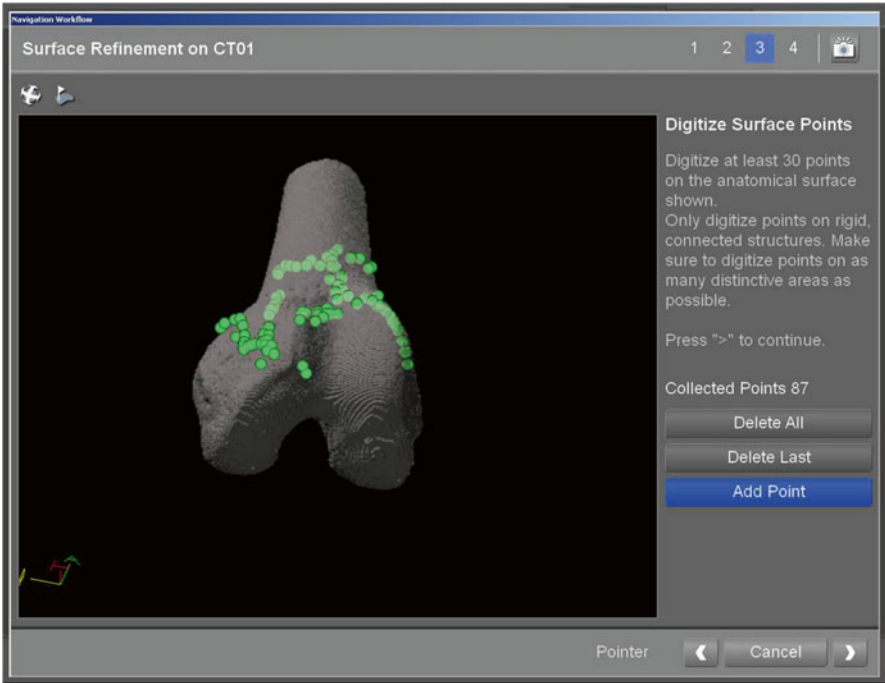 Navigation Workflow
Surface Refinement on CT01
1 2 3 4
Digitize Surface Points
Digitize at least 30 points
on the anatomical surface
shown.
Only digitize points on rigid,
connected structures. Make
sure to digitize points on as
many distinctive areas as
possible.
Press ">" to continue.
Collected Points 87
Delete All
Delete Last
Add Point
Pointer
Cancel